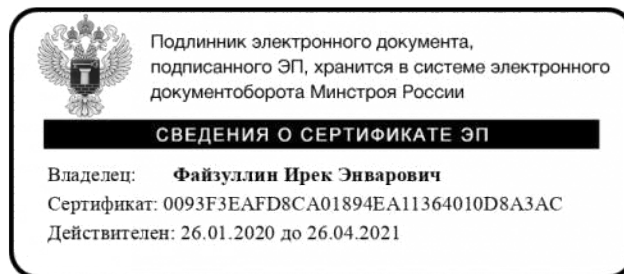 Подлинник электронного документа,
подписанного ЭП, хранится в системе электронного
документоборота Минстроя России
СВЕДЕНИЯ О СЕРТИФИКАТЕ ЭП
Владелец: Файзуллин Ирек Энварович
Сертификат: 0093F3EAFD8CA01894EA11364010D8A3AC
Действителен: 26.01.2020 до 26.04.2021